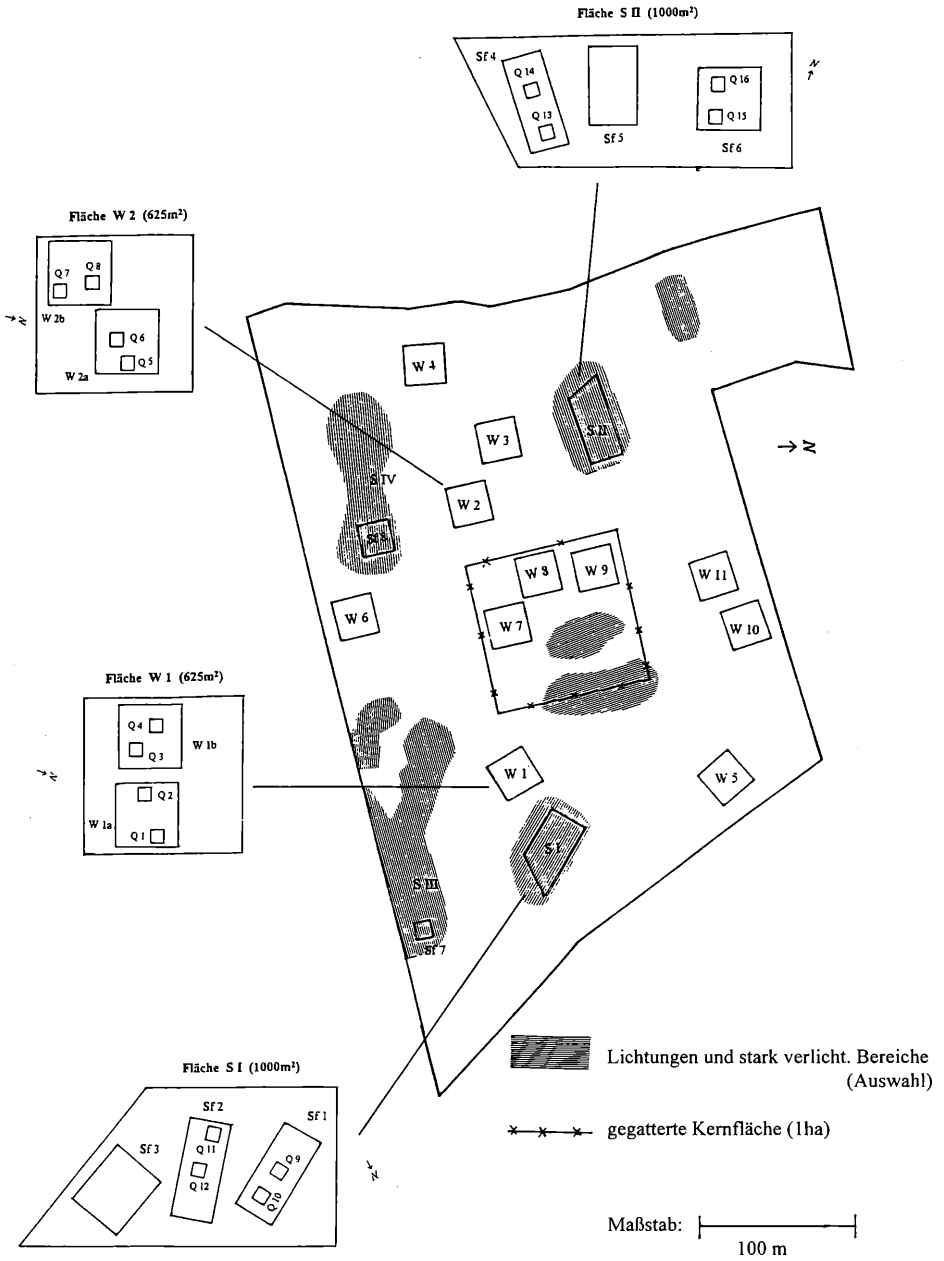 Fläche S II (1000m²)
Sf 4
Q 14
Q 13
Sf 5
Q 16
Q 15
Sf 6
N
Fläche W 2 (625m²)
Q 7
Q 8
W 2b
Q 6
Q 5
W 2a
N
W 4
W 3
S II
N
S IV
W 2
W 8
W 9
W 11
W 6
W 7
W 10
Fläche W 1 (625m²)
Q 4
Q 3
W 1b
Q 2
W 1a
Q 1
N
W 1
W 5
S I
S III
Sf 7
Lichtungen und stark verlicht. Bereiche
(Auswahl)
gegatterte Kernfläche (1ha)
Fläche S I (1000m²)
Sf 3
Sf 2
Sf 1
Q 11
Q 12
Q 9
Q 10
N
Maßstab:
100 m